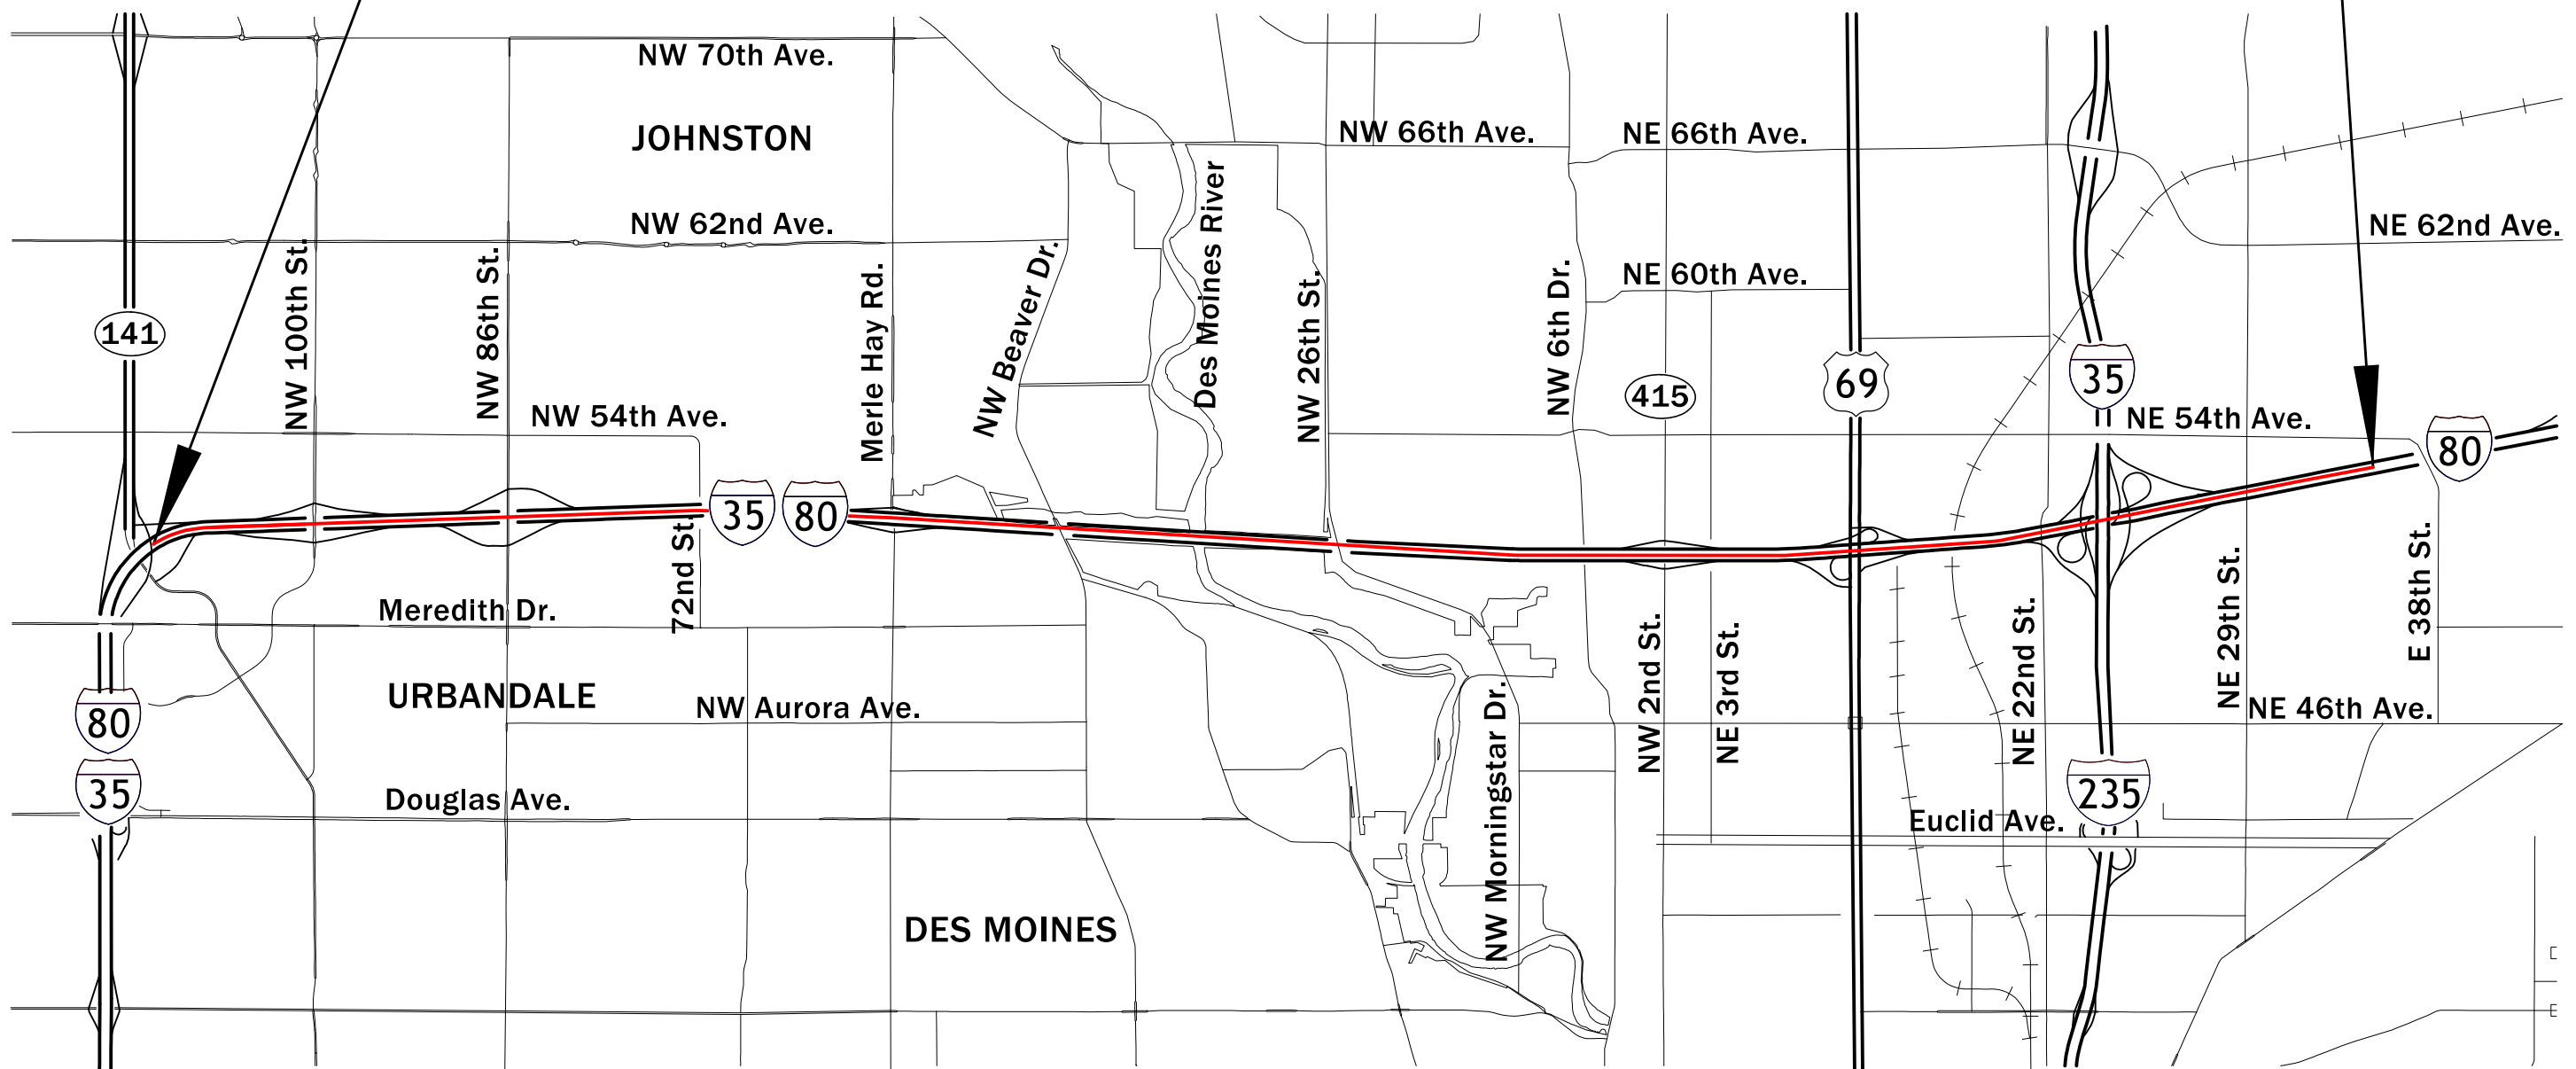 NW 70th Ave.
JOHNSTON
NW 66th Ave.
NE 66th Ave.
NW 62nd Ave.
NE 62nd Ave.
NE 60th Ave.
141
NW 100th St.
NW 86th St.
Merle Hay Rd.
NW Beaver Dr.
Des Moines River
NW 26th St.
NW 6th Dr.
415
69
35
NW 54th Ave.
NE 54th Ave.
80
35
80
72nd St.
Meredith Dr.
URBANDALE
NW Aurora Ave.
NW Morningstar Dr.
NW 2nd St.
NE 3rd St.
NE 22nd St.
NE 29th St.
E 38th St.
NE 46th Ave.
80
35
Douglas Ave.
235
Euclid Ave.
DES MOINES